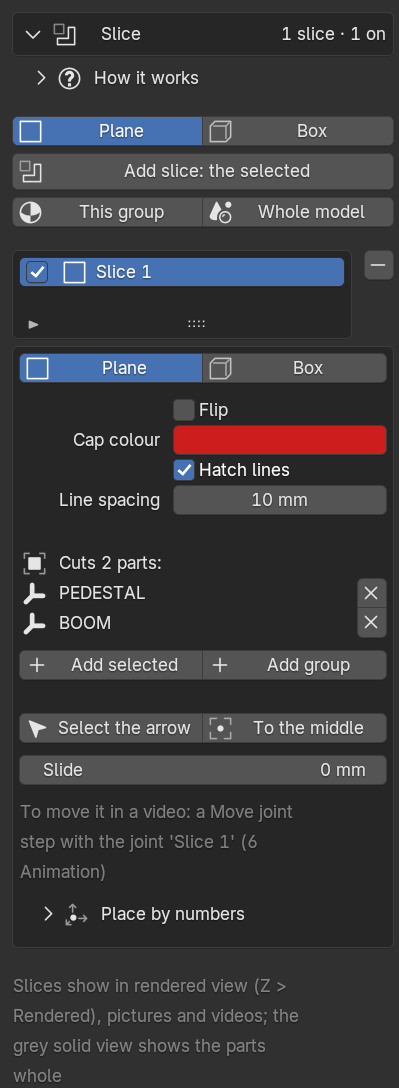 Slice 1 slice · 1 on
How it works
Plane Box
Add slice: the selected
This group Whole model
Slice 1
Plane Box
Flip
Cap colour
Hatch lines
Line spacing 10 mm
Cuts 2 parts:
PEDESTAL
BOOM
Add selected Add group
Select the arrow To the middle
Slide 0 mm
To move it in a video: a Move joint
step with the joint 'Slice 1' (6
Animation)
Place by numbers
Slices show in rendered view (Z >
Rendered), pictures and videos; the
grey solid view shows the parts
whole